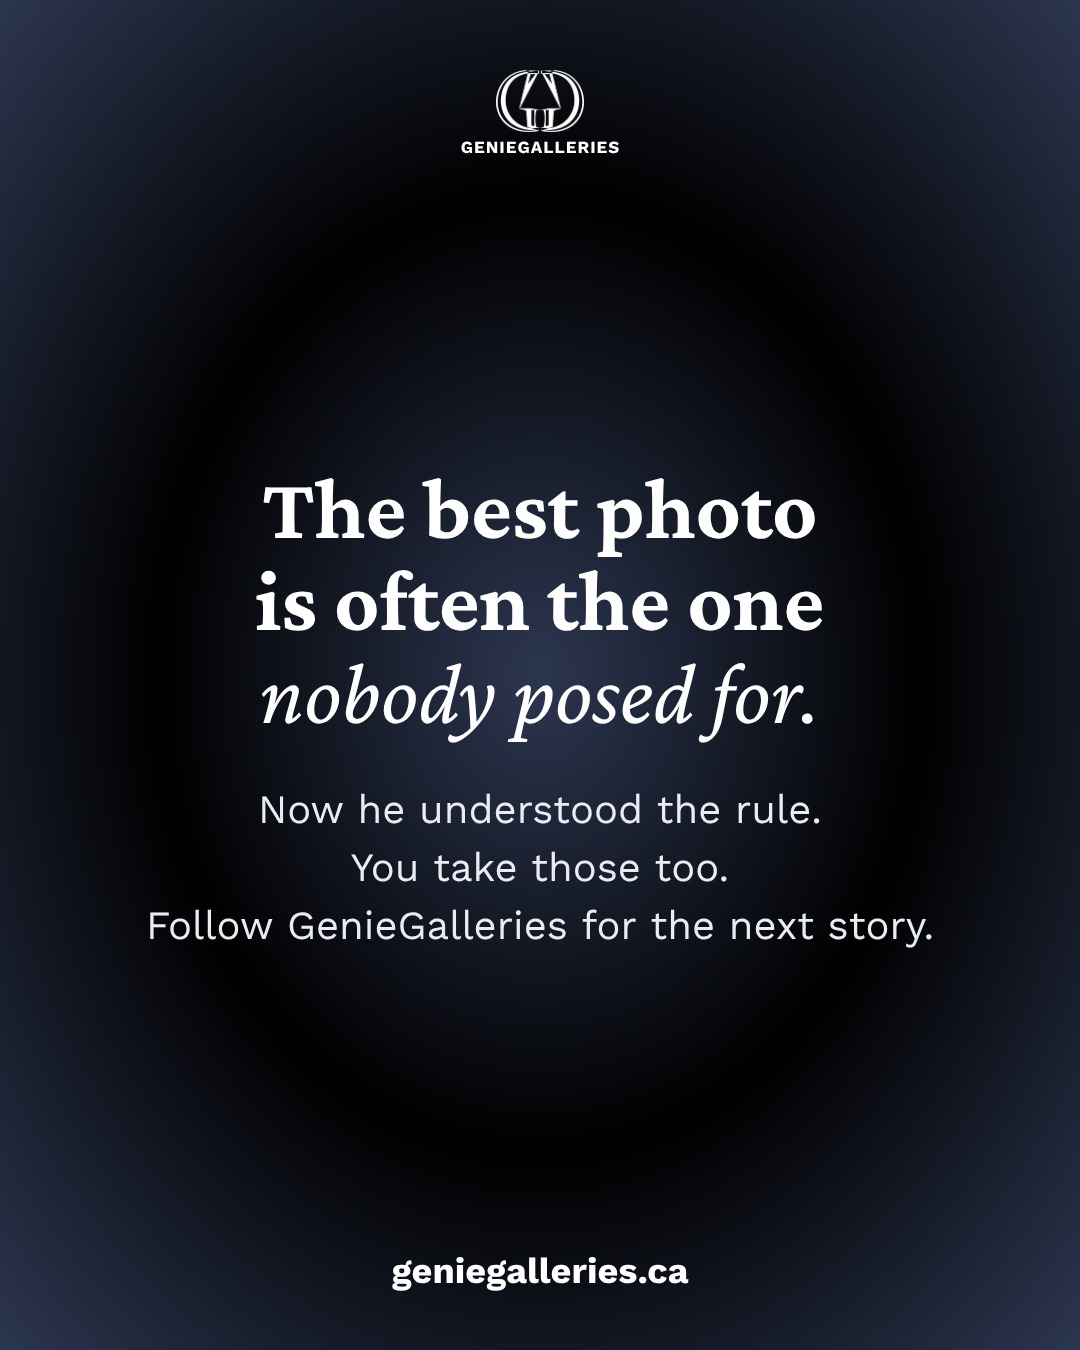 GENIEGALLERIES
The best photo
is often the one
nobody posed for.
Now he understood the rule.
You take those too.
Follow GenieGalleries for the next story.
geniegalleries.ca